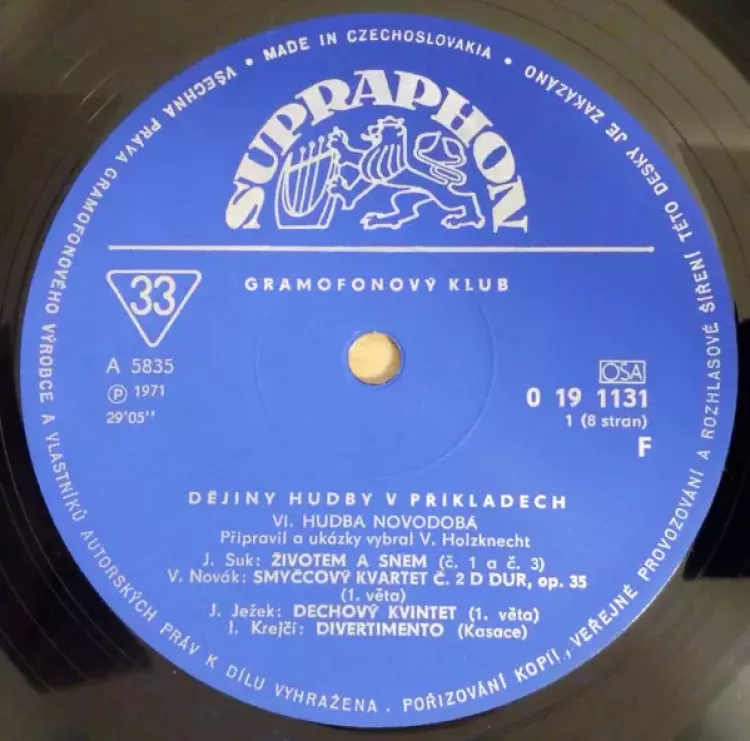 VŠECHNA PRÁVA GRAMOFONOVÉHO VÝROBCE A VLASTNÍKŮ AUTORSKÝCH PRÁV K DÍLU VYHRAŽENA. POŘIZOVÁNÍ KOPIÍ, VEŘEJNÉ PROVOZOVÁNÍ A ROZHLASOVÉ ŠÍŘENÍ TÉTO DESKY JE ZAKÁZÁNO • MADE IN CZECHOSLOVAKIA •
SUPRAPHON
GRAMOFONOVÝ KLUB
33
A 5835
Ⓟ 1971
29'05''
OSA
0 19 1131
1 (8 stran)
F
DĚJINY HUDBY V PŘÍKLADECH
VI. HUDBA NOVODOBÁ
Připravil a ukázky vybral V. Holzknecht
J. Suk: ŽIVOTEM A SNEM (č. 1 a č. 3)
V. Novák: SMYČCOVÝ KVARTET Č. 2 D DUR, op. 35
(1. věta)
J. Ježek: DECHOVÝ KVINTET (1. věta)
I. Krejčí: DIVERTIMENTO (Kasace)